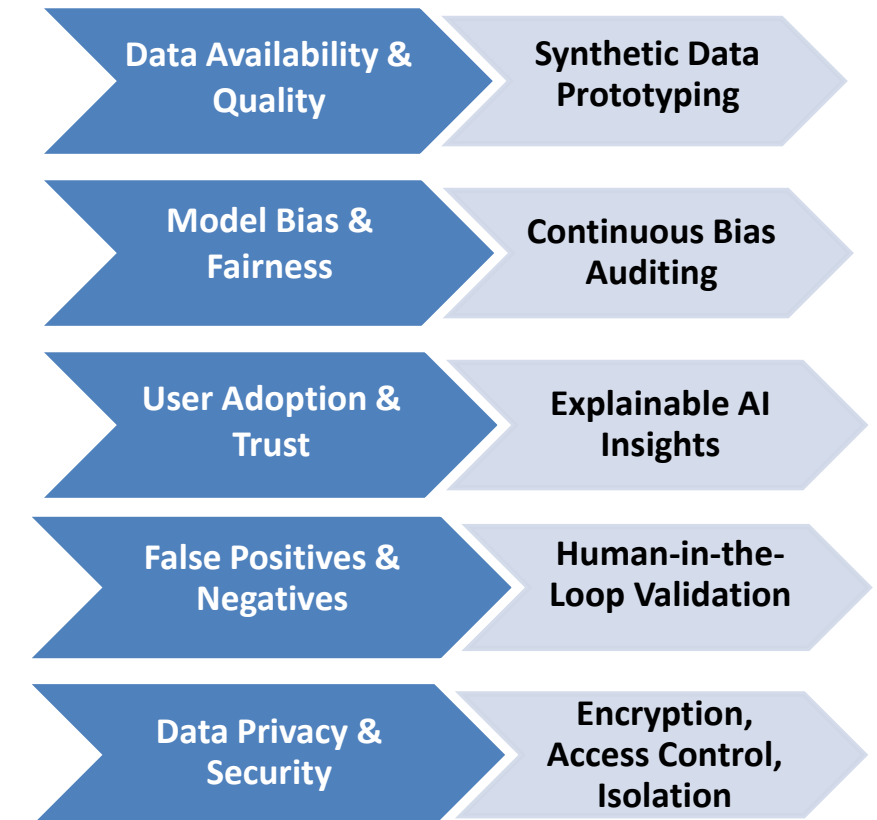 Data Availability &
Quality
Synthetic Data
Prototyping
Model Bias &
Fairness
Continuous Bias
Auditing
User Adoption &
Trust
Explainable AI
Insights
False Positives &
Negatives
Human-in-the-
Loop Validation
Data Privacy &
Security
Encryption,
Access Control,
Isolation